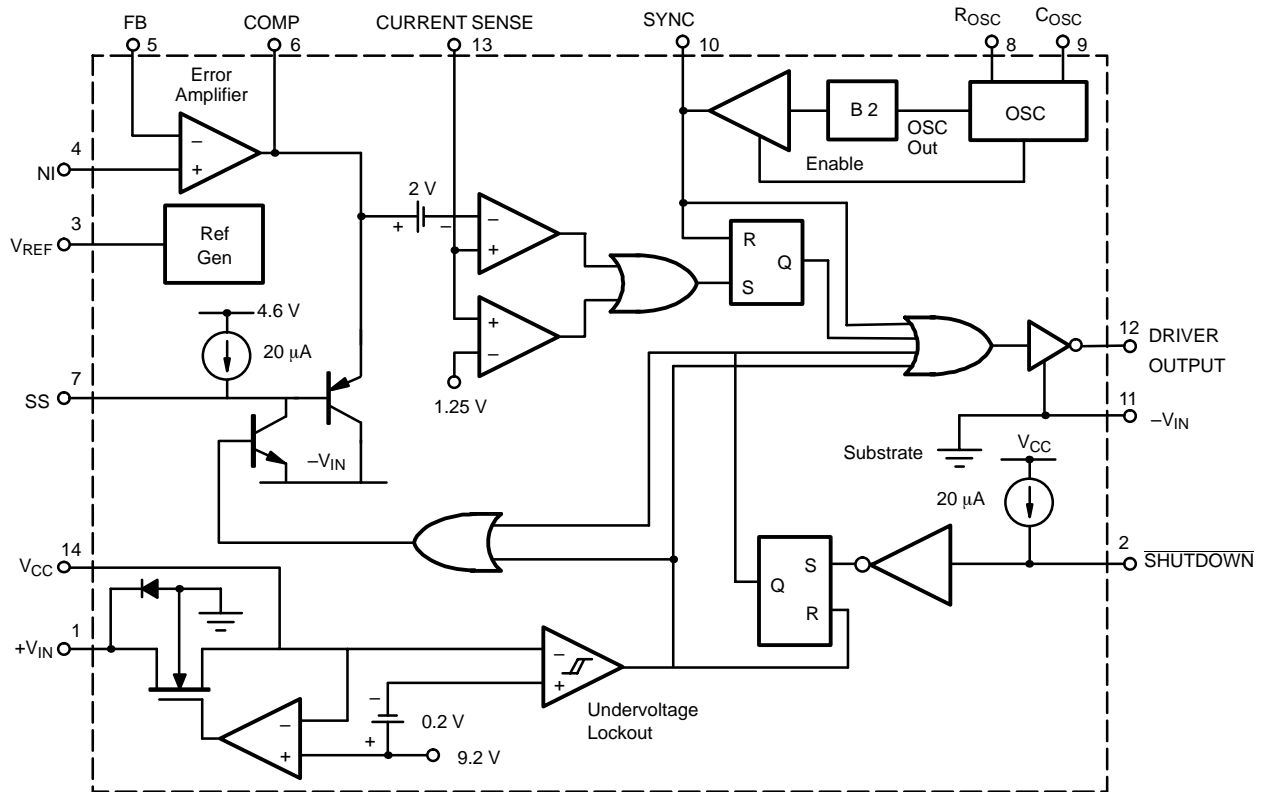 FB COMP CURRENT SENSE SYNC ROSC COSC
5 6 13 10 8 9
Error
Amplifier
–
+
4
NI
3
VREF
Ref
Gen
2 V
+ –
–
+
+
–
1.25 V
B 2
OSC
OSC
Out
Enable
R
Q
S
4.6 V
20 μA
7
SS
–VIN
12 DRIVER
OUTPUT
11
–VIN
Substrate
VCC
20 μA
2
SHUTDOWN
S
Q
R
14
VCC
1
+VIN
–
+
Undervoltage
Lockout
–
0.2 V
+
–
+
9.2 V